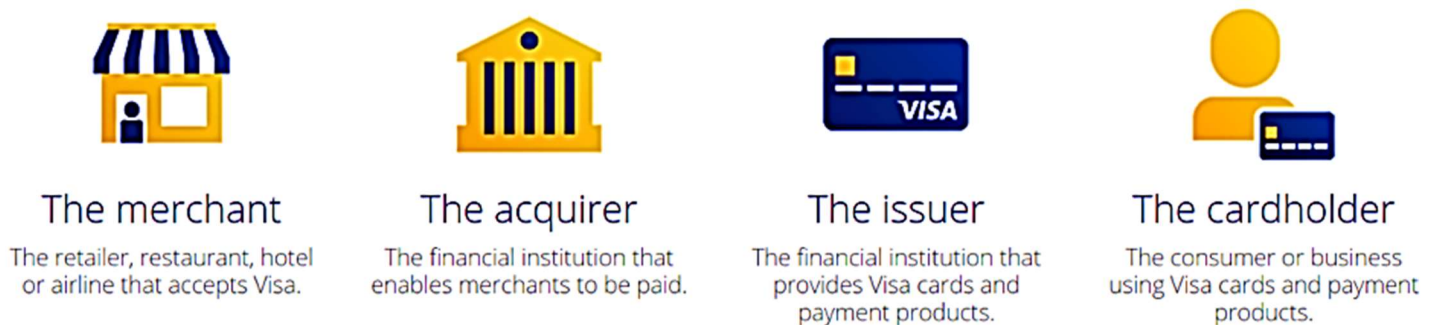 VISA
The merchant
The retailer, restaurant, hotel
or airline that accepts Visa.
The acquirer
The financial institution that
enables merchants to be paid.
The issuer
The financial institution that
provides Visa cards and
payment products.
The cardholder
The consumer or business
using Visa cards and payment
products.